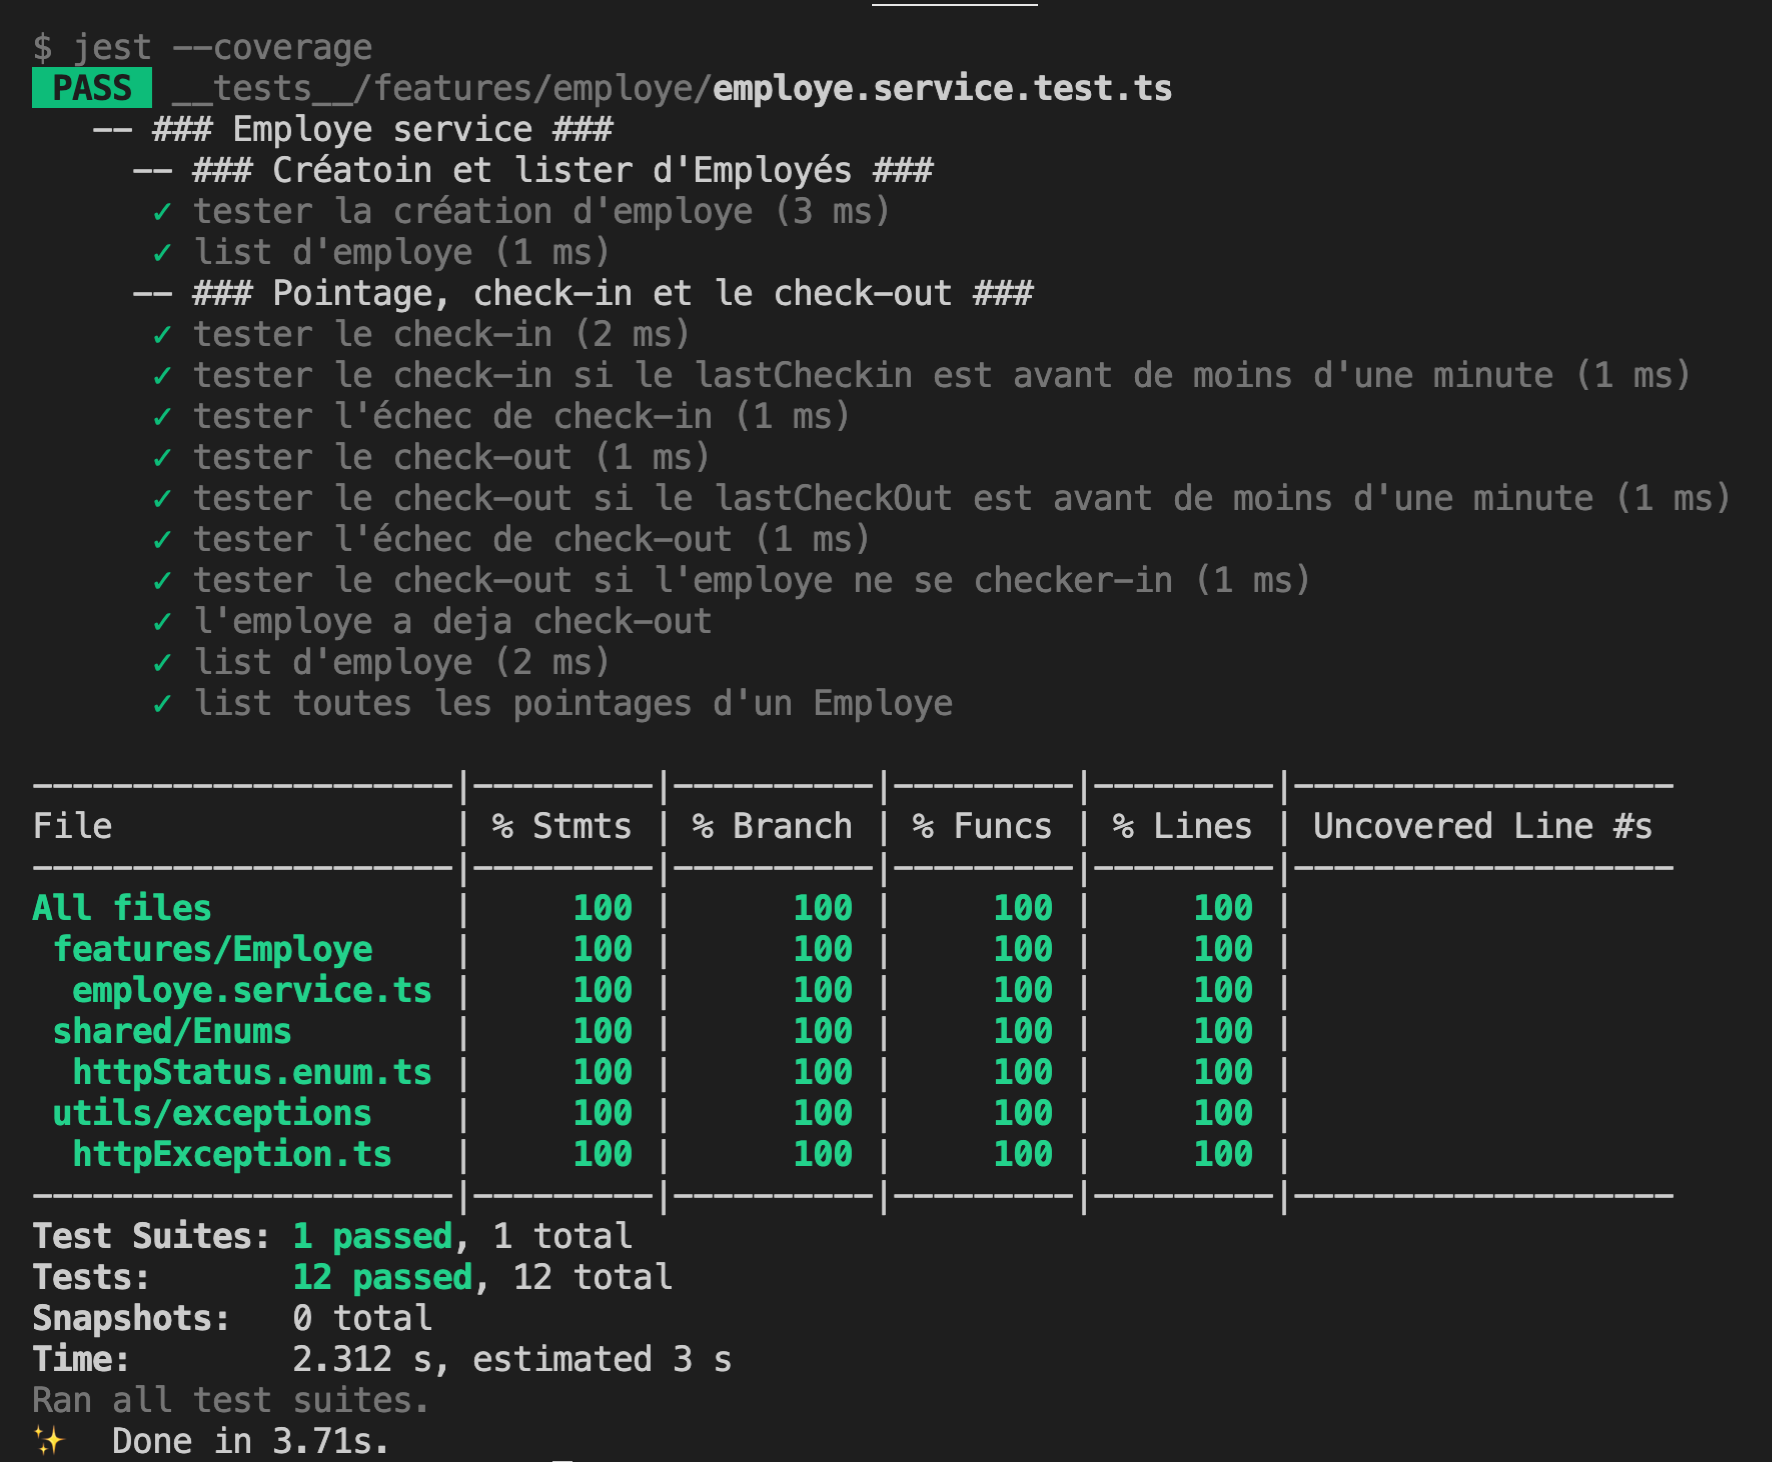 $ jest --coverage
PASS __tests__/features/employe/employe.service.test.ts
-- ### Employe service ###
-- ### Créatoin et lister d'Employés ###
✓ tester la création d'employe (3 ms)
✓ list d'employe (1 ms)
-- ### Pointage, check-in et le check-out ###
✓ tester le check-in (2 ms)
✓ tester le check-in si le lastCheckin est avant de moins d'une minute (1 ms)
✓ tester l'échec de check-in (1 ms)
✓ tester le check-out (1 ms)
✓ tester le check-out si le lastCheckOut est avant de moins d'une minute (1 ms)
✓ tester l'échec de check-out (1 ms)
✓ tester le check-out si l'employe ne se checker-in (1 ms)
✓ l'employe a deja check-out
✓ list d'employe (2 ms)
✓ list toutes les pointages d'un Employe
---------------------|---------|----------|---------|---------|-------------------
File | % Stmts | % Branch | % Funcs | % Lines | Uncovered Line #s
---------------------|---------|----------|---------|---------|-------------------
All files | 100 | 100 | 100 | 100 |
features/Employe | 100 | 100 | 100 | 100 |
employe.service.ts | 100 | 100 | 100 | 100 |
shared/Enums | 100 | 100 | 100 | 100 |
httpStatus.enum.ts | 100 | 100 | 100 | 100 |
utils/exceptions | 100 | 100 | 100 | 100 |
httpException.ts | 100 | 100 | 100 | 100 |
---------------------|---------|----------|---------|---------|-------------------
Test Suites: 1 passed, 1 total
Tests: 12 passed, 12 total
Snapshots: 0 total
Time: 2.312 s, estimated 3 s
Ran all test suites.
✨ Done in 3.71s.